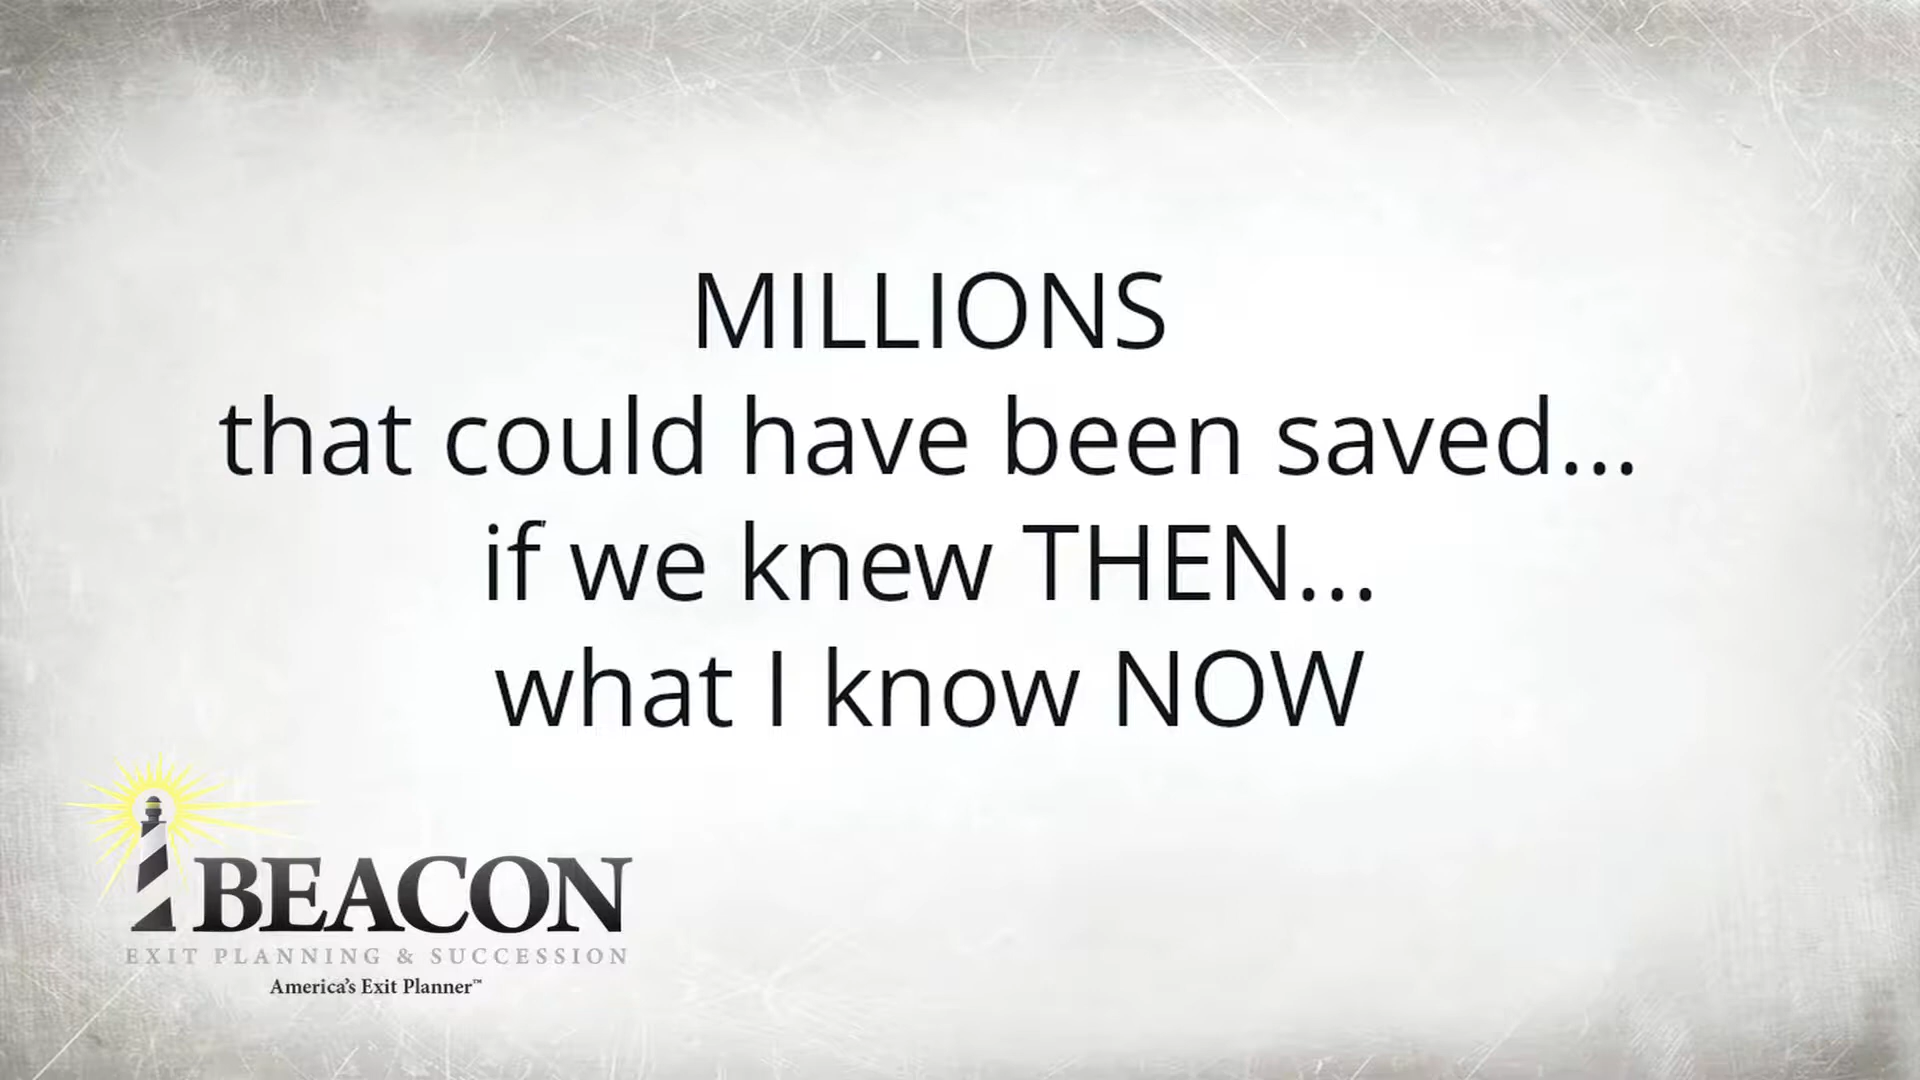 MILLIONS
that could have been saved...
if we knew THEN...
what I know NOW
BEACON
EXIT PLANNING & SUCCESSION
America's Exit Planner™